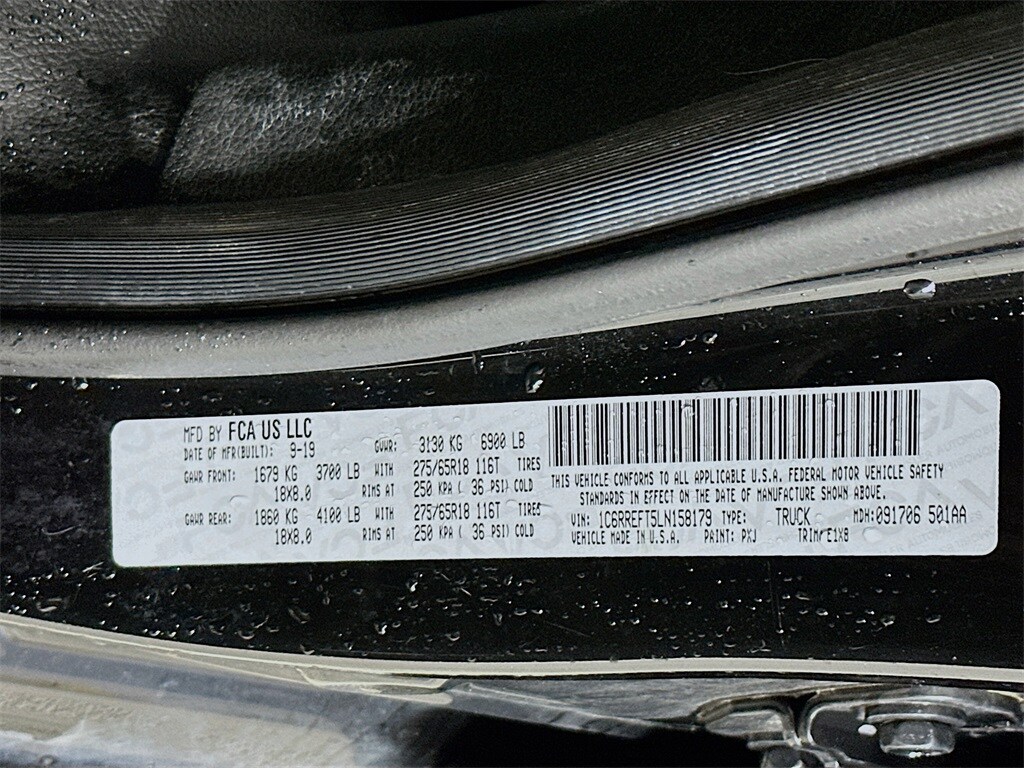 MFD BY FCA US LLC
DATE OF MFR(BUILT): 9-19 GVWR: 3130 KG 6900 LB
GAWR FRONT: 1679 KG 3700 LB WITH 275/65R18 116T TIRES
18X8.0 RIMS AT 250 KPA ( 36 PSI) COLD
GAWR REAR: 1860 KG 4100 LB WITH 275/65R18 116T TIRES
18X8.0 RIMS AT 250 KPA ( 36 PSI) COLD
THIS VEHICLE CONFORMS TO ALL APPLICABLE U.S.A. FEDERAL MOTOR VEHICLE SAFETY
STANDARDS IN EFFECT ON THE DATE OF MANUFACTURE SHOWN ABOVE.
VIN: 1C6RREFT5LN158179 TYPE: TRUCK MDH:091706 501AA
VEHICLE MADE IN U.S.A. PAINT: PXJ TRIM: E1X8